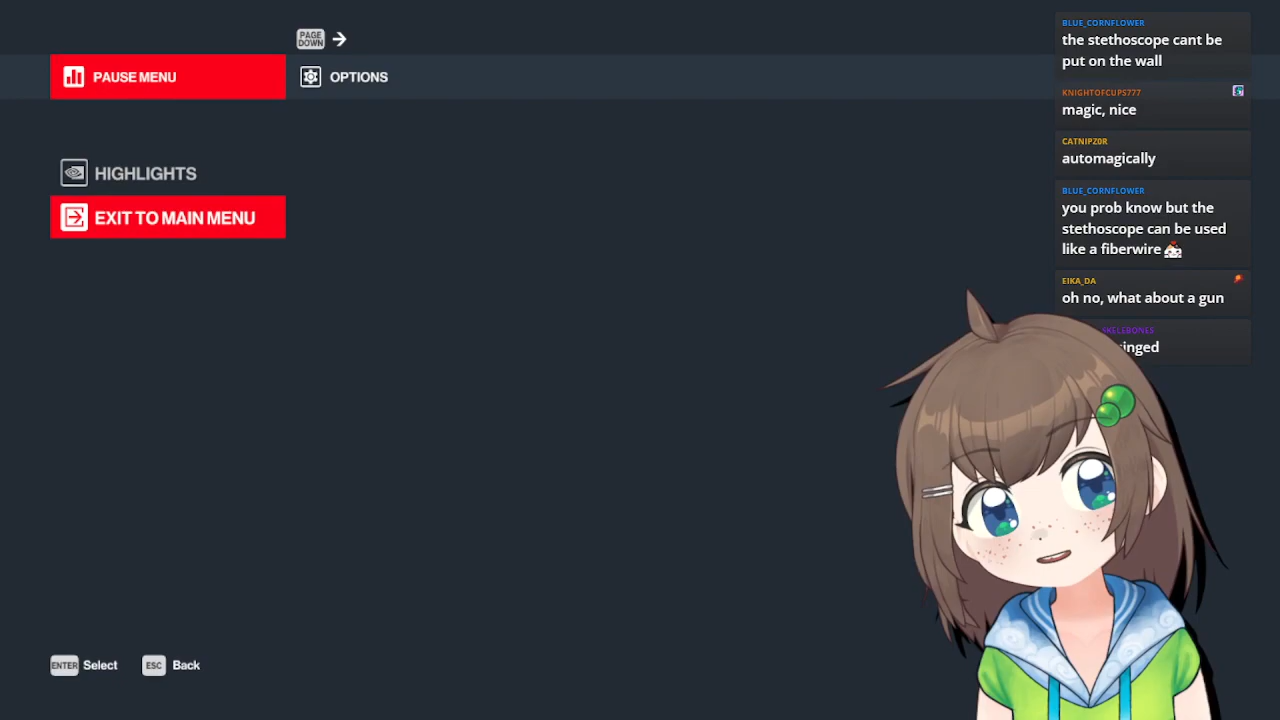 PAGE
DOWN
PAUSE MENU
OPTIONS
HIGHLIGHTS
EXIT TO MAIN MENU
ENTER Select
ESC Back
BLUE_CORNFLOWER
the stethoscope cant be
put on the wall
KNIGHTOFCUPS777
magic, nice
CATNIPZ0R
automagically
BLUE_CORNFLOWER
you prob know but the
stethoscope can be used
like a fiberwire
EIKA_DA
oh no, what about a gun